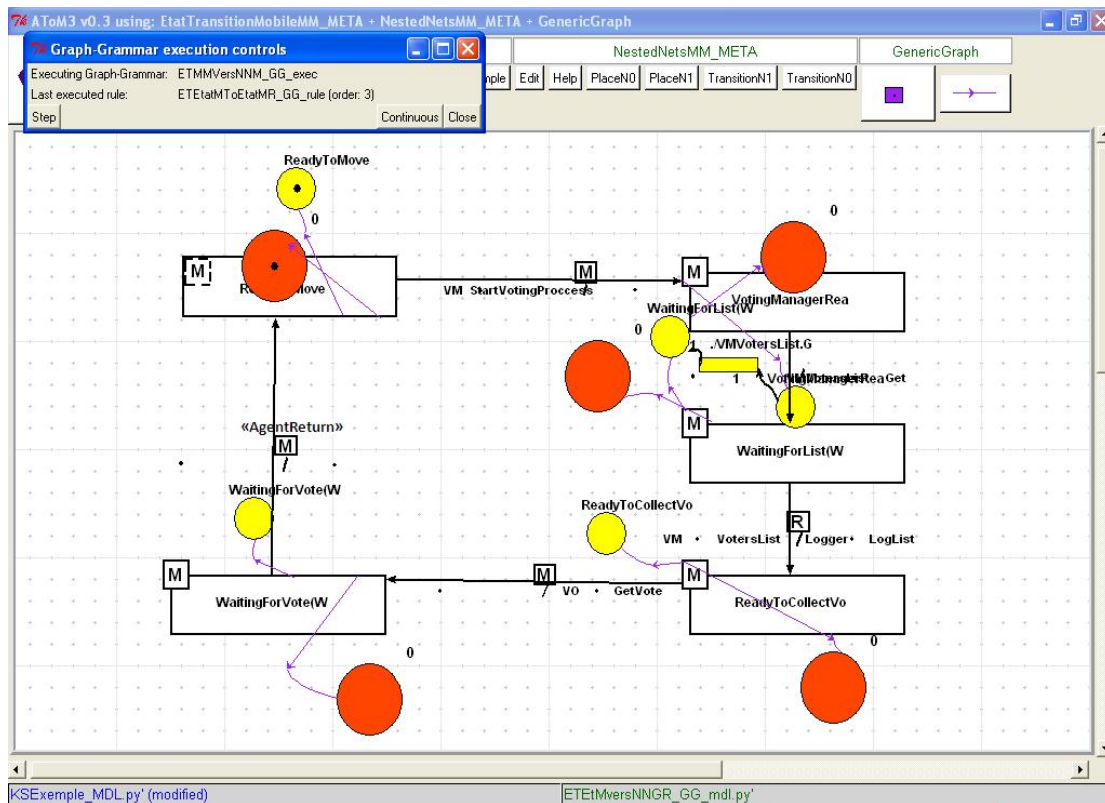 AToM3 v0.3 using: EtatTransitionMobileMM_META + NestedNetsMM_META + GenericGraph
Graph-Grammar execution controls
Executing Graph-Grammar: ETMMVersNNM_GG_exec
Last executed rule: ETEtatMToEtatMR_GG_rule (order: 3)
Step Continuous Close
NestedNetsMM_META GenericGraph
Edit Help PlaceN0 PlaceN1 TransitionN1 TransitionN0
ReadyToMove
0
0
M
M
M
VM StartVotingProccess
VotingManagerRea
WaitingForList(W
0
1
./VMVotersList.G
1
VotingManagerRea Get
«AgentReturn»
M
M
WaitingForList(W
WaitingForVote(W
ReadyToCollectVo
R
VM VotersList Logger LogList
M
M
M
VO GetVote
WaitingForVote(W
ReadyToCollectVo
0
0
KSExemple_MDL.py' (modified)
ETEtMversNNGR_GG_mdl.py'